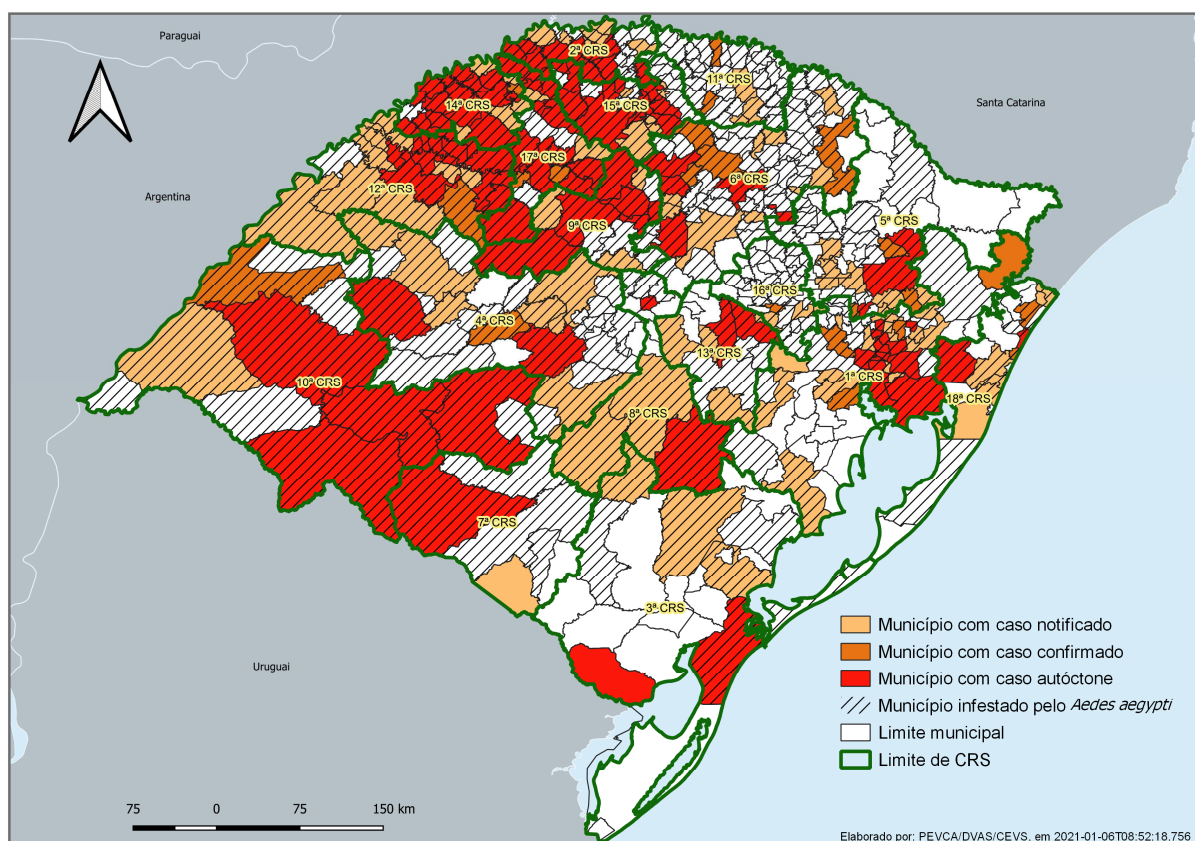 Paraguai
Santa Catarina
Argentina
Uruguai
2ª CRS
11ª CRS
14ª CRS
15ª CRS
17ª CRS
6ª CRS
12ª CRS
9ª CRS
5ª CRS
16ª CRS
4ª CRS
13ª CRS
10ª CRS
1ª CRS
18ª CRS
8ª CRS
7ª CRS
3ª CRS
Município com caso notificado
Município com caso confirmado
Município com caso autóctone
Município infestado pelo Aedes aegypti
Limite municipal
Limite de CRS
75 0 75 150 km
Elaborado por: PEVCA/DVAS/CEVS, em 2021-01-06T08:52:18.756